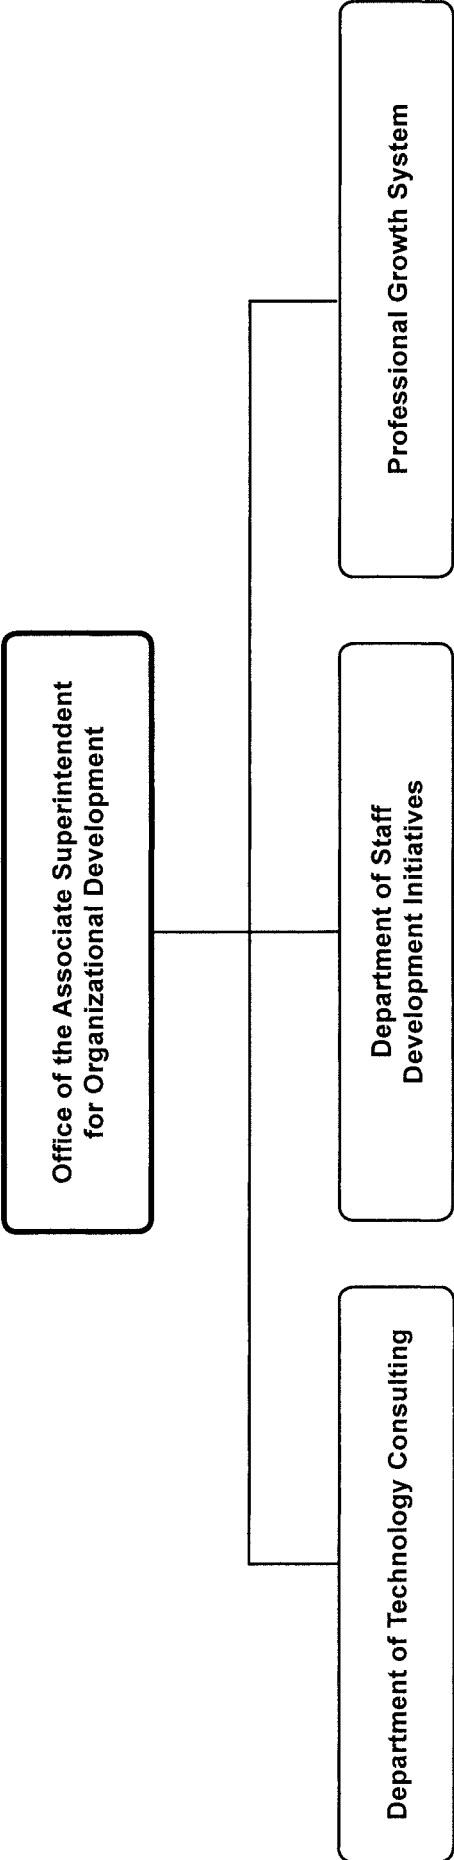 Office of the Associate Superintendent
for Organizational Development
Department of Technology Consulting
Department of Staff
Development Initiatives
Professional Growth System